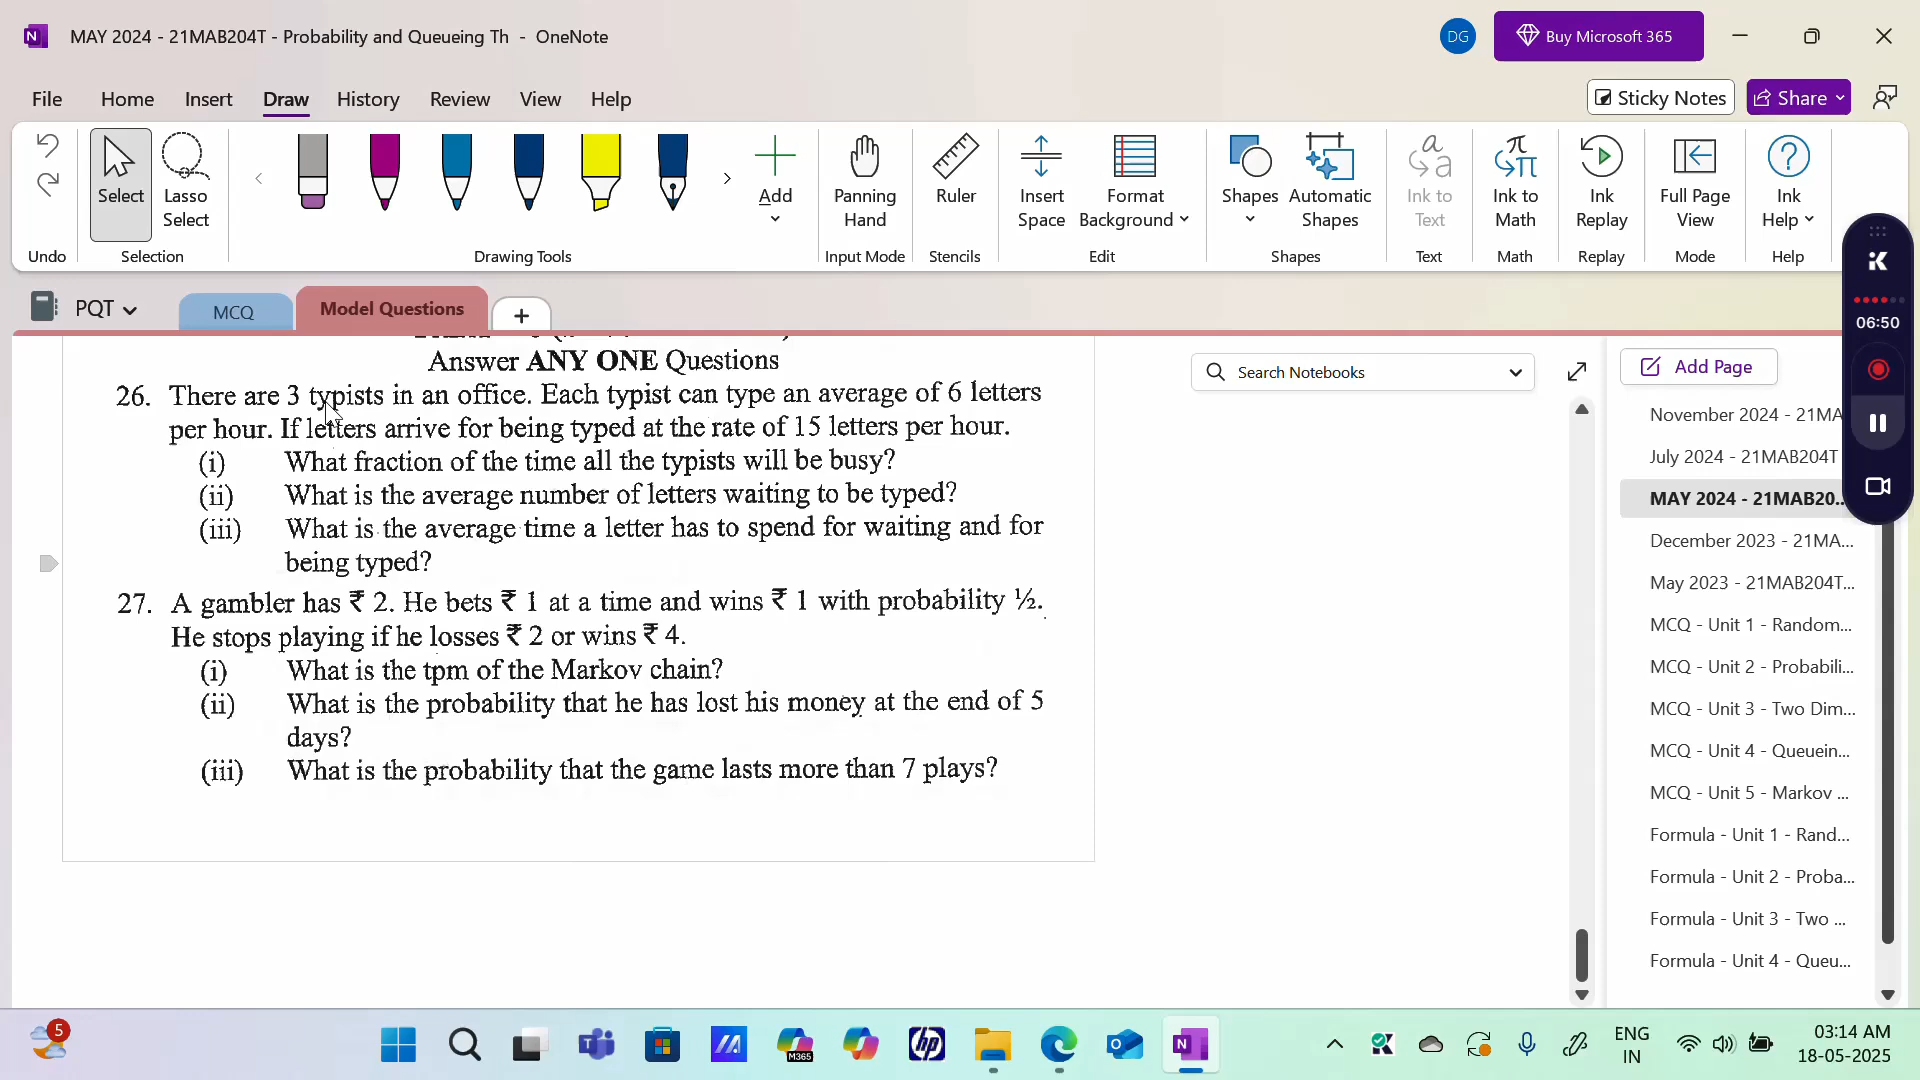 MAY 2024 - 21MAB204T - Probability and Queueing Th - OneNote
DG
Buy Microsoft 365
File Home Insert Draw History Review View Help
Sticky Notes
Share
Select
Lasso Select
Add
Panning Hand
Ruler
Insert Space
Format Background
Shapes
Automatic Shapes
Ink to Text
Ink to Math
Ink Replay
Full Page View
Ink Help
Undo Selection Drawing Tools Input Mode Stencils Edit Shapes Text Math Replay Mode Help
06:50
PQT
MCQ
Model Questions
Search Notebooks
Add Page
Answer ANY ONE Questions
26. There are 3 typists in an office. Each typist can type an average of 6 letters
per hour. If letters arrive for being typed at the rate of 15 letters per hour.
(i) What fraction of the time all the typists will be busy?
(ii) What is the average number of letters waiting to be typed?
(iii) What is the average time a letter has to spend for waiting and for
being typed?
27. A gambler has ₹ 2. He bets ₹ 1 at a time and wins ₹ 1 with probability ½.
He stops playing if he losses ₹ 2 or wins ₹ 4.
(i) What is the tpm of the Markov chain?
(ii) What is the probability that he has lost his money at the end of 5
days?
(iii) What is the probability that the game lasts more than 7 plays?
November 2024 - 21MA
July 2024 - 21MAB204T
MAY 2024 - 21MAB20...
December 2023 - 21MA...
May 2023 - 21MAB204T...
MCQ - Unit 1 - Random...
MCQ - Unit 2 - Probabili...
MCQ - Unit 3 - Two Dim...
MCQ - Unit 4 - Queuein...
MCQ - Unit 5 - Markov ...
Formula - Unit 1 - Rand...
Formula - Unit 2 - Proba...
Formula - Unit 3 - Two ...
Formula - Unit 4 - Queu...
5
M365
ENG
IN
03:14 AM
18-05-2025